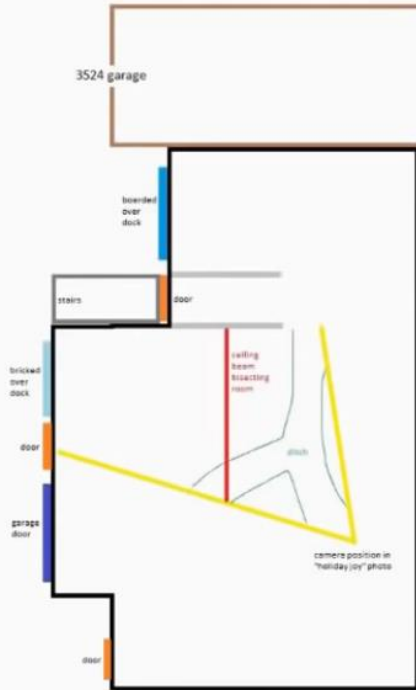 3524 garage
boarded
over
dock
stairs
door
bricked
over
dock
ceiling
beam
bisecting
room
door
ditch
garage
door
camera position in
"holiday joy" photo
door